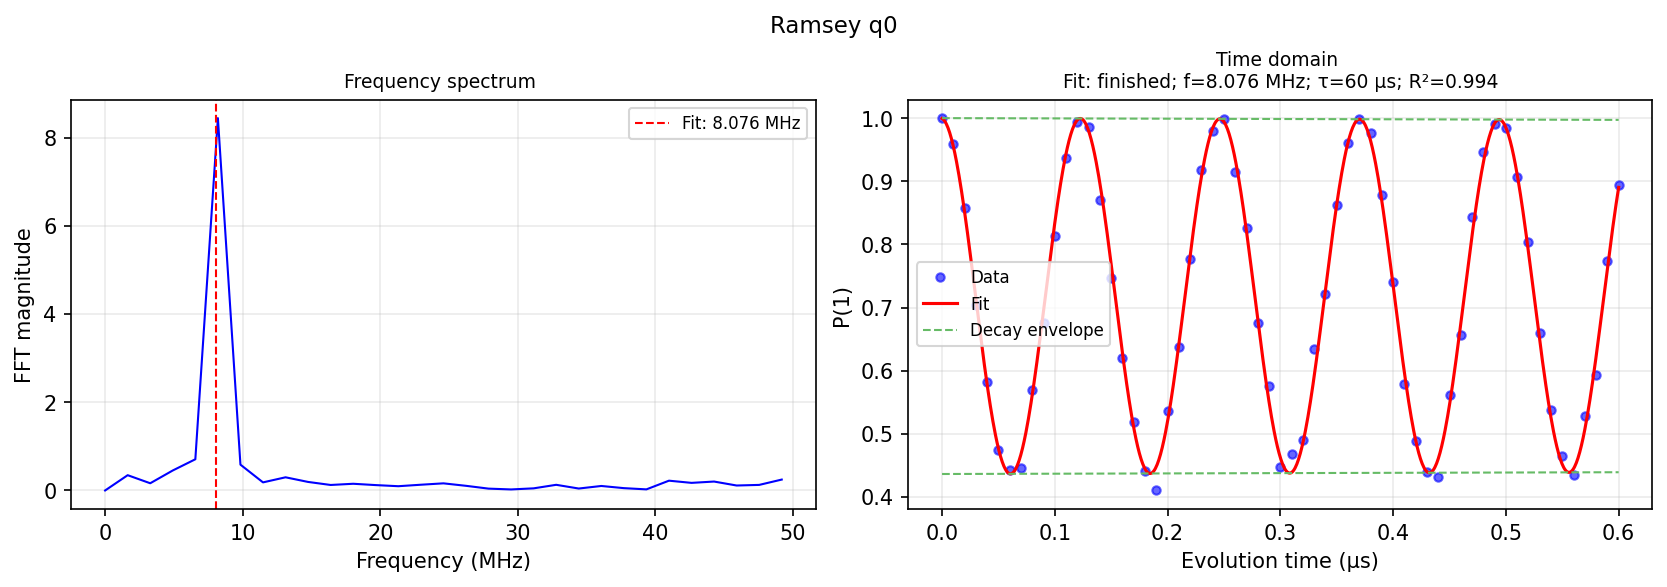 Ramsey q0
Frequency spectrum
Fit: 8.076 MHz
FFT magnitude
8
6
4
2
0
0 10 20 30 40 50
Frequency (MHz)
Time domain
Fit: finished; f=8.076 MHz; τ=60 µs; R²=0.994
Data
Fit
Decay envelope
P(1)
1.0
0.9
0.8
0.7
0.6
0.5
0.4
0.0 0.1 0.2 0.3 0.4 0.5 0.6
Evolution time (µs)